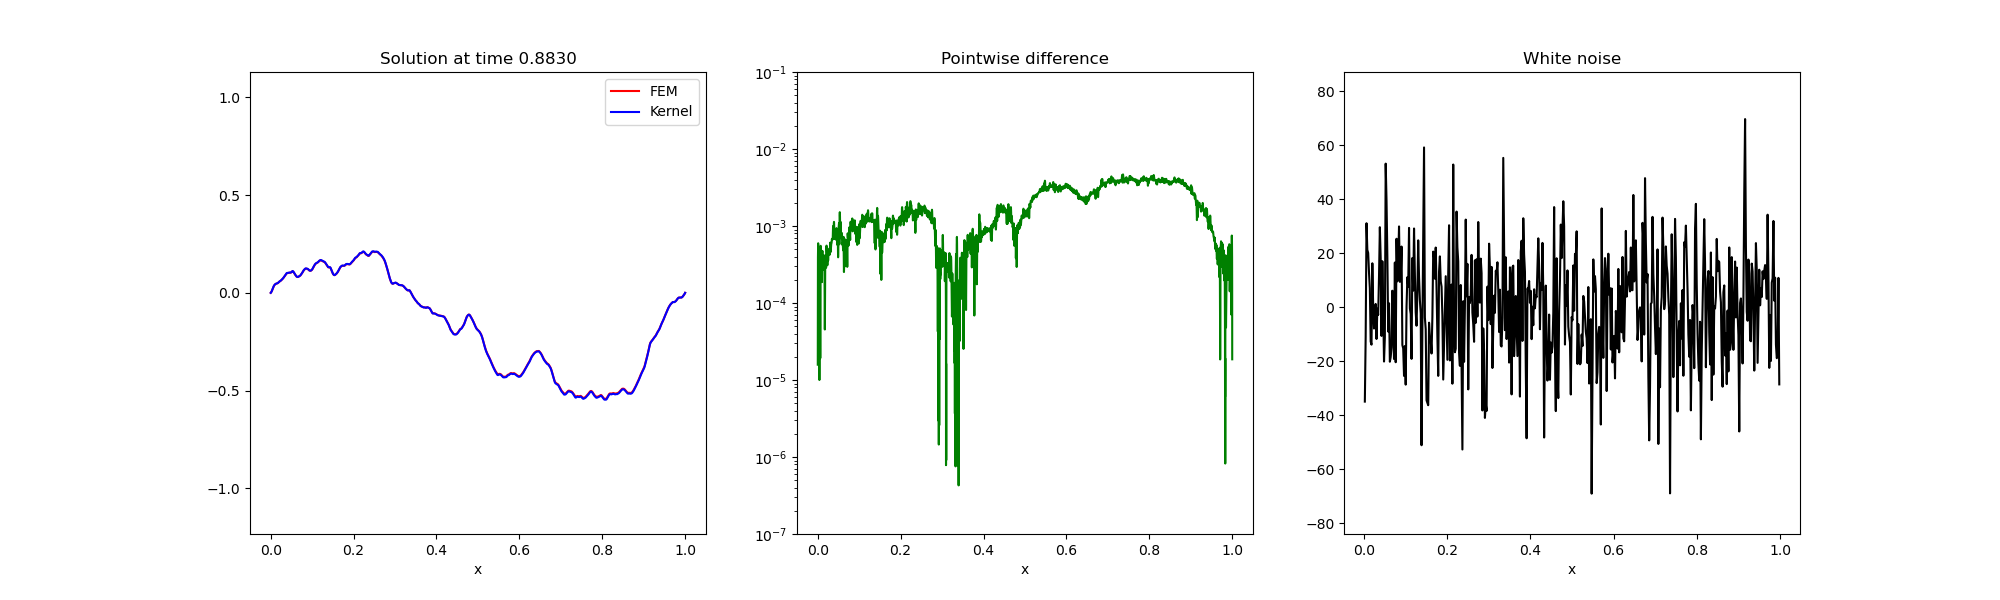 Solution at time 0.8830
1.0
0.5
0.0
−0.5
−1.0
0.0 0.2 0.4 0.6 0.8 1.0
x
FEM
Kernel
Pointwise difference
10⁻¹
10⁻²
10⁻³
10⁻⁴
10⁻⁵
10⁻⁶
10⁻⁷
0.0 0.2 0.4 0.6 0.8 1.0
x
White noise
80
60
40
20
0
−20
−40
−60
−80
0.0 0.2 0.4 0.6 0.8 1.0
x